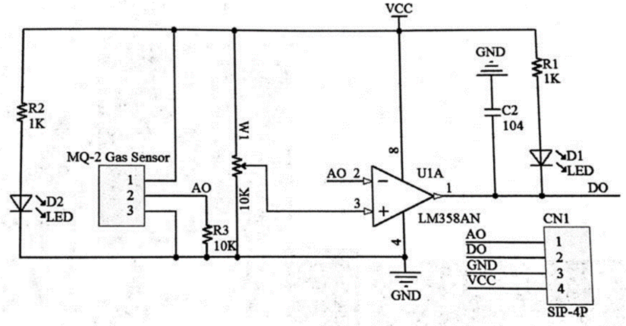 VCC
GND
R1
1K
R2
1K
C2
104
W1
10K
MQ-2 Gas Sensor
1
2
3
AO
R3
10K
D2
LED
AO 2
3
8
4
1
U1A
LM358AN
D1
LED
DO
GND
CN1
AO 1
DO 2
GND 3
VCC 4
SIP-4P